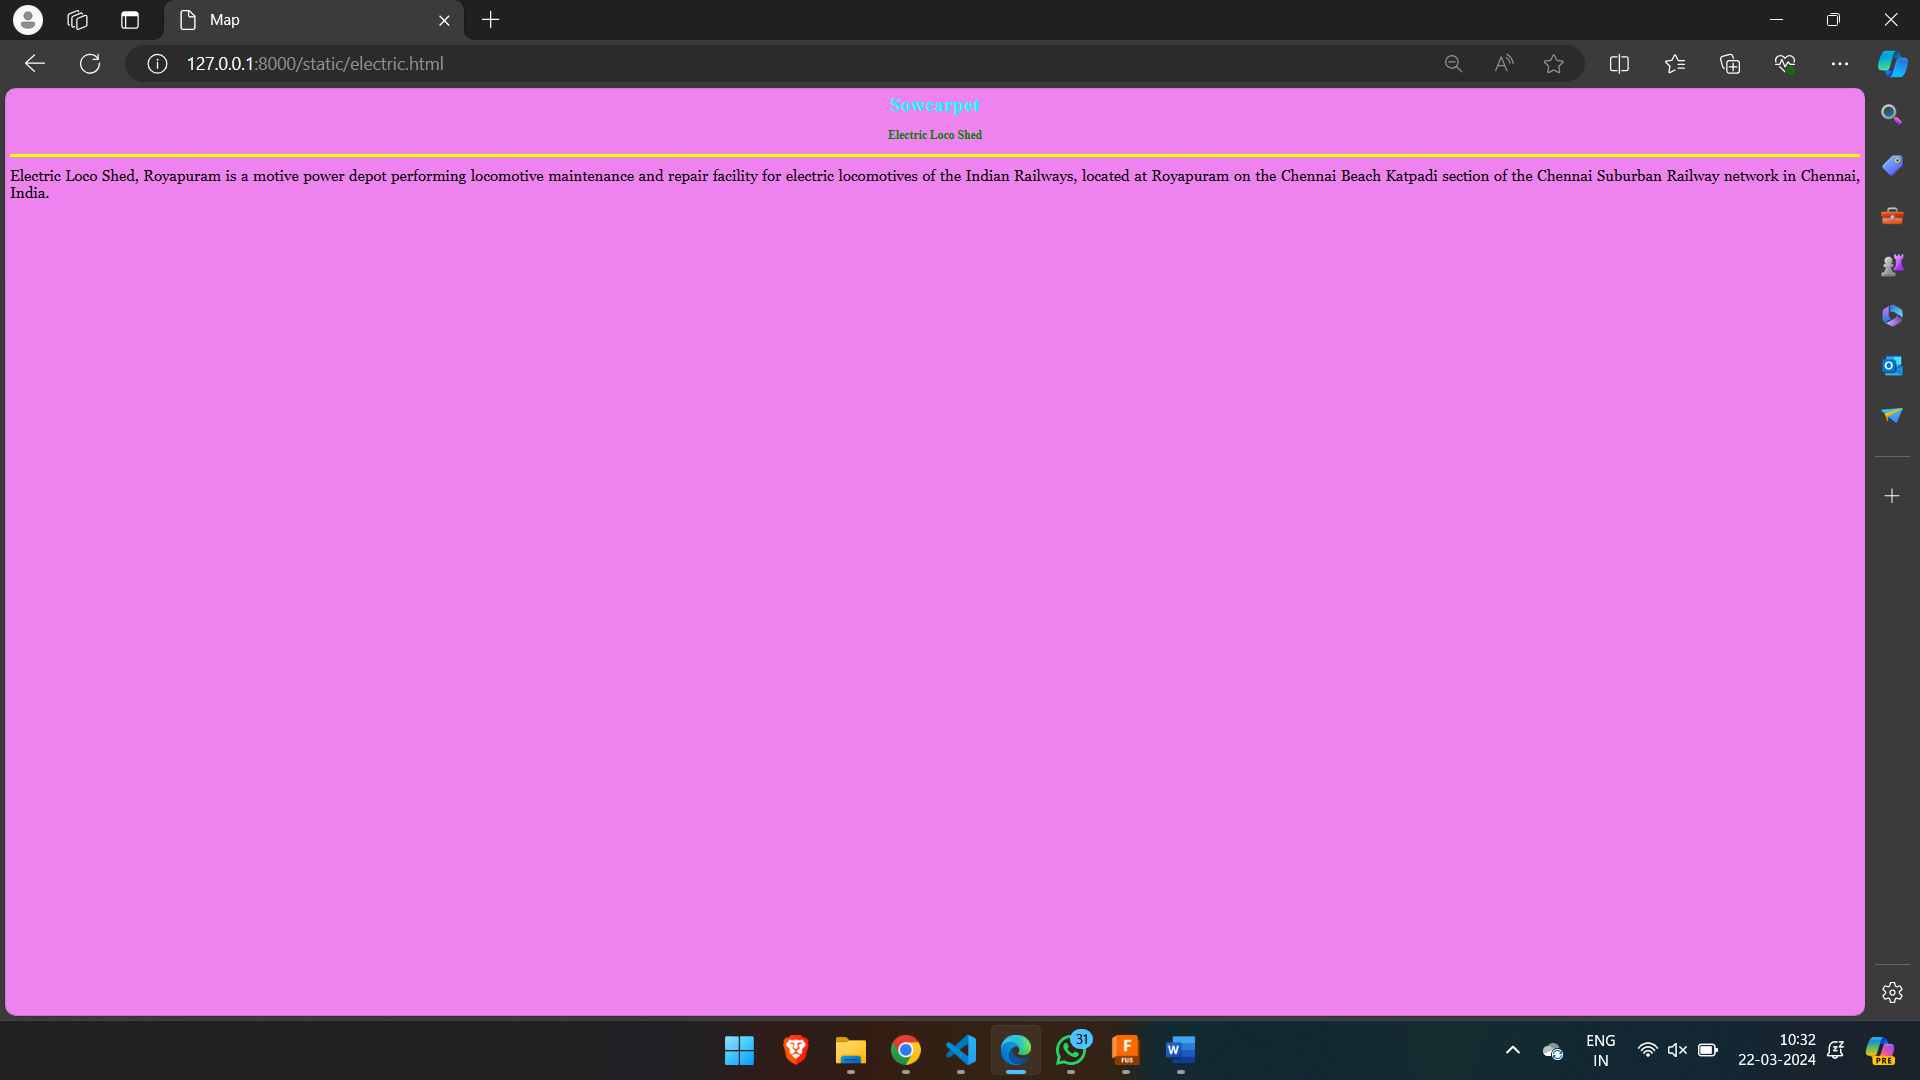 Map
127.0.0.1:8000/static/electric.html
Sowcarpet
Electric Loco Shed
Electric Loco Shed, Royapuram is a motive power depot performing locomotive maintenance and repair facility for electric locomotives of the Indian Railways, located at Royapuram on the Chennai Beach Katpadi section of the Chennai Suburban Railway network in Chennai,
India.
31
F
FUS
W
ENG
IN
10:32
22-03-2024
PRE